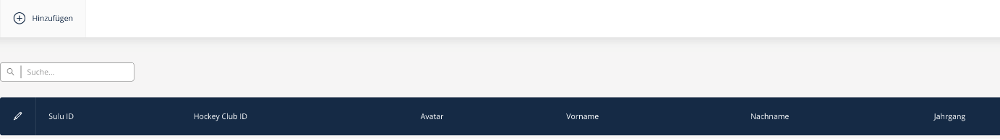 Hinzufügen
Suche...
Sulu ID Hockey Club ID Avatar Vorname Nachname Jahrgang